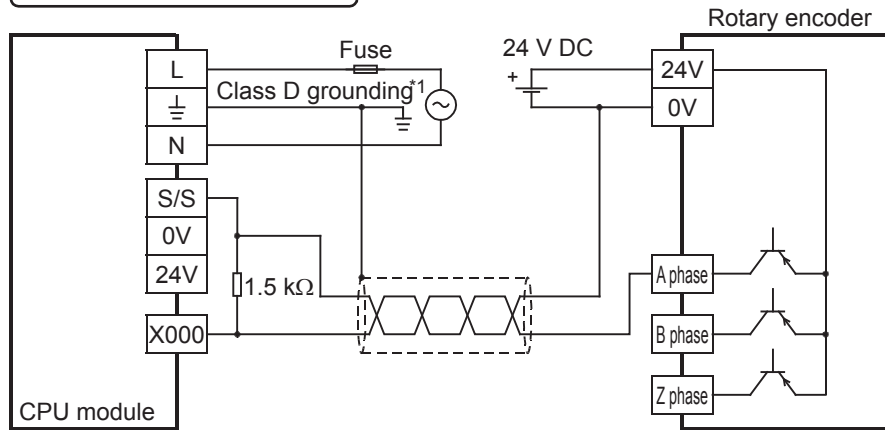 Rotary encoder
Fuse
24 V DC
L
24V
+
Class D grounding*1
0V
N
S/S
0V
24V
1.5 kΩ
A phase
X000
B phase
Z phase
CPU module